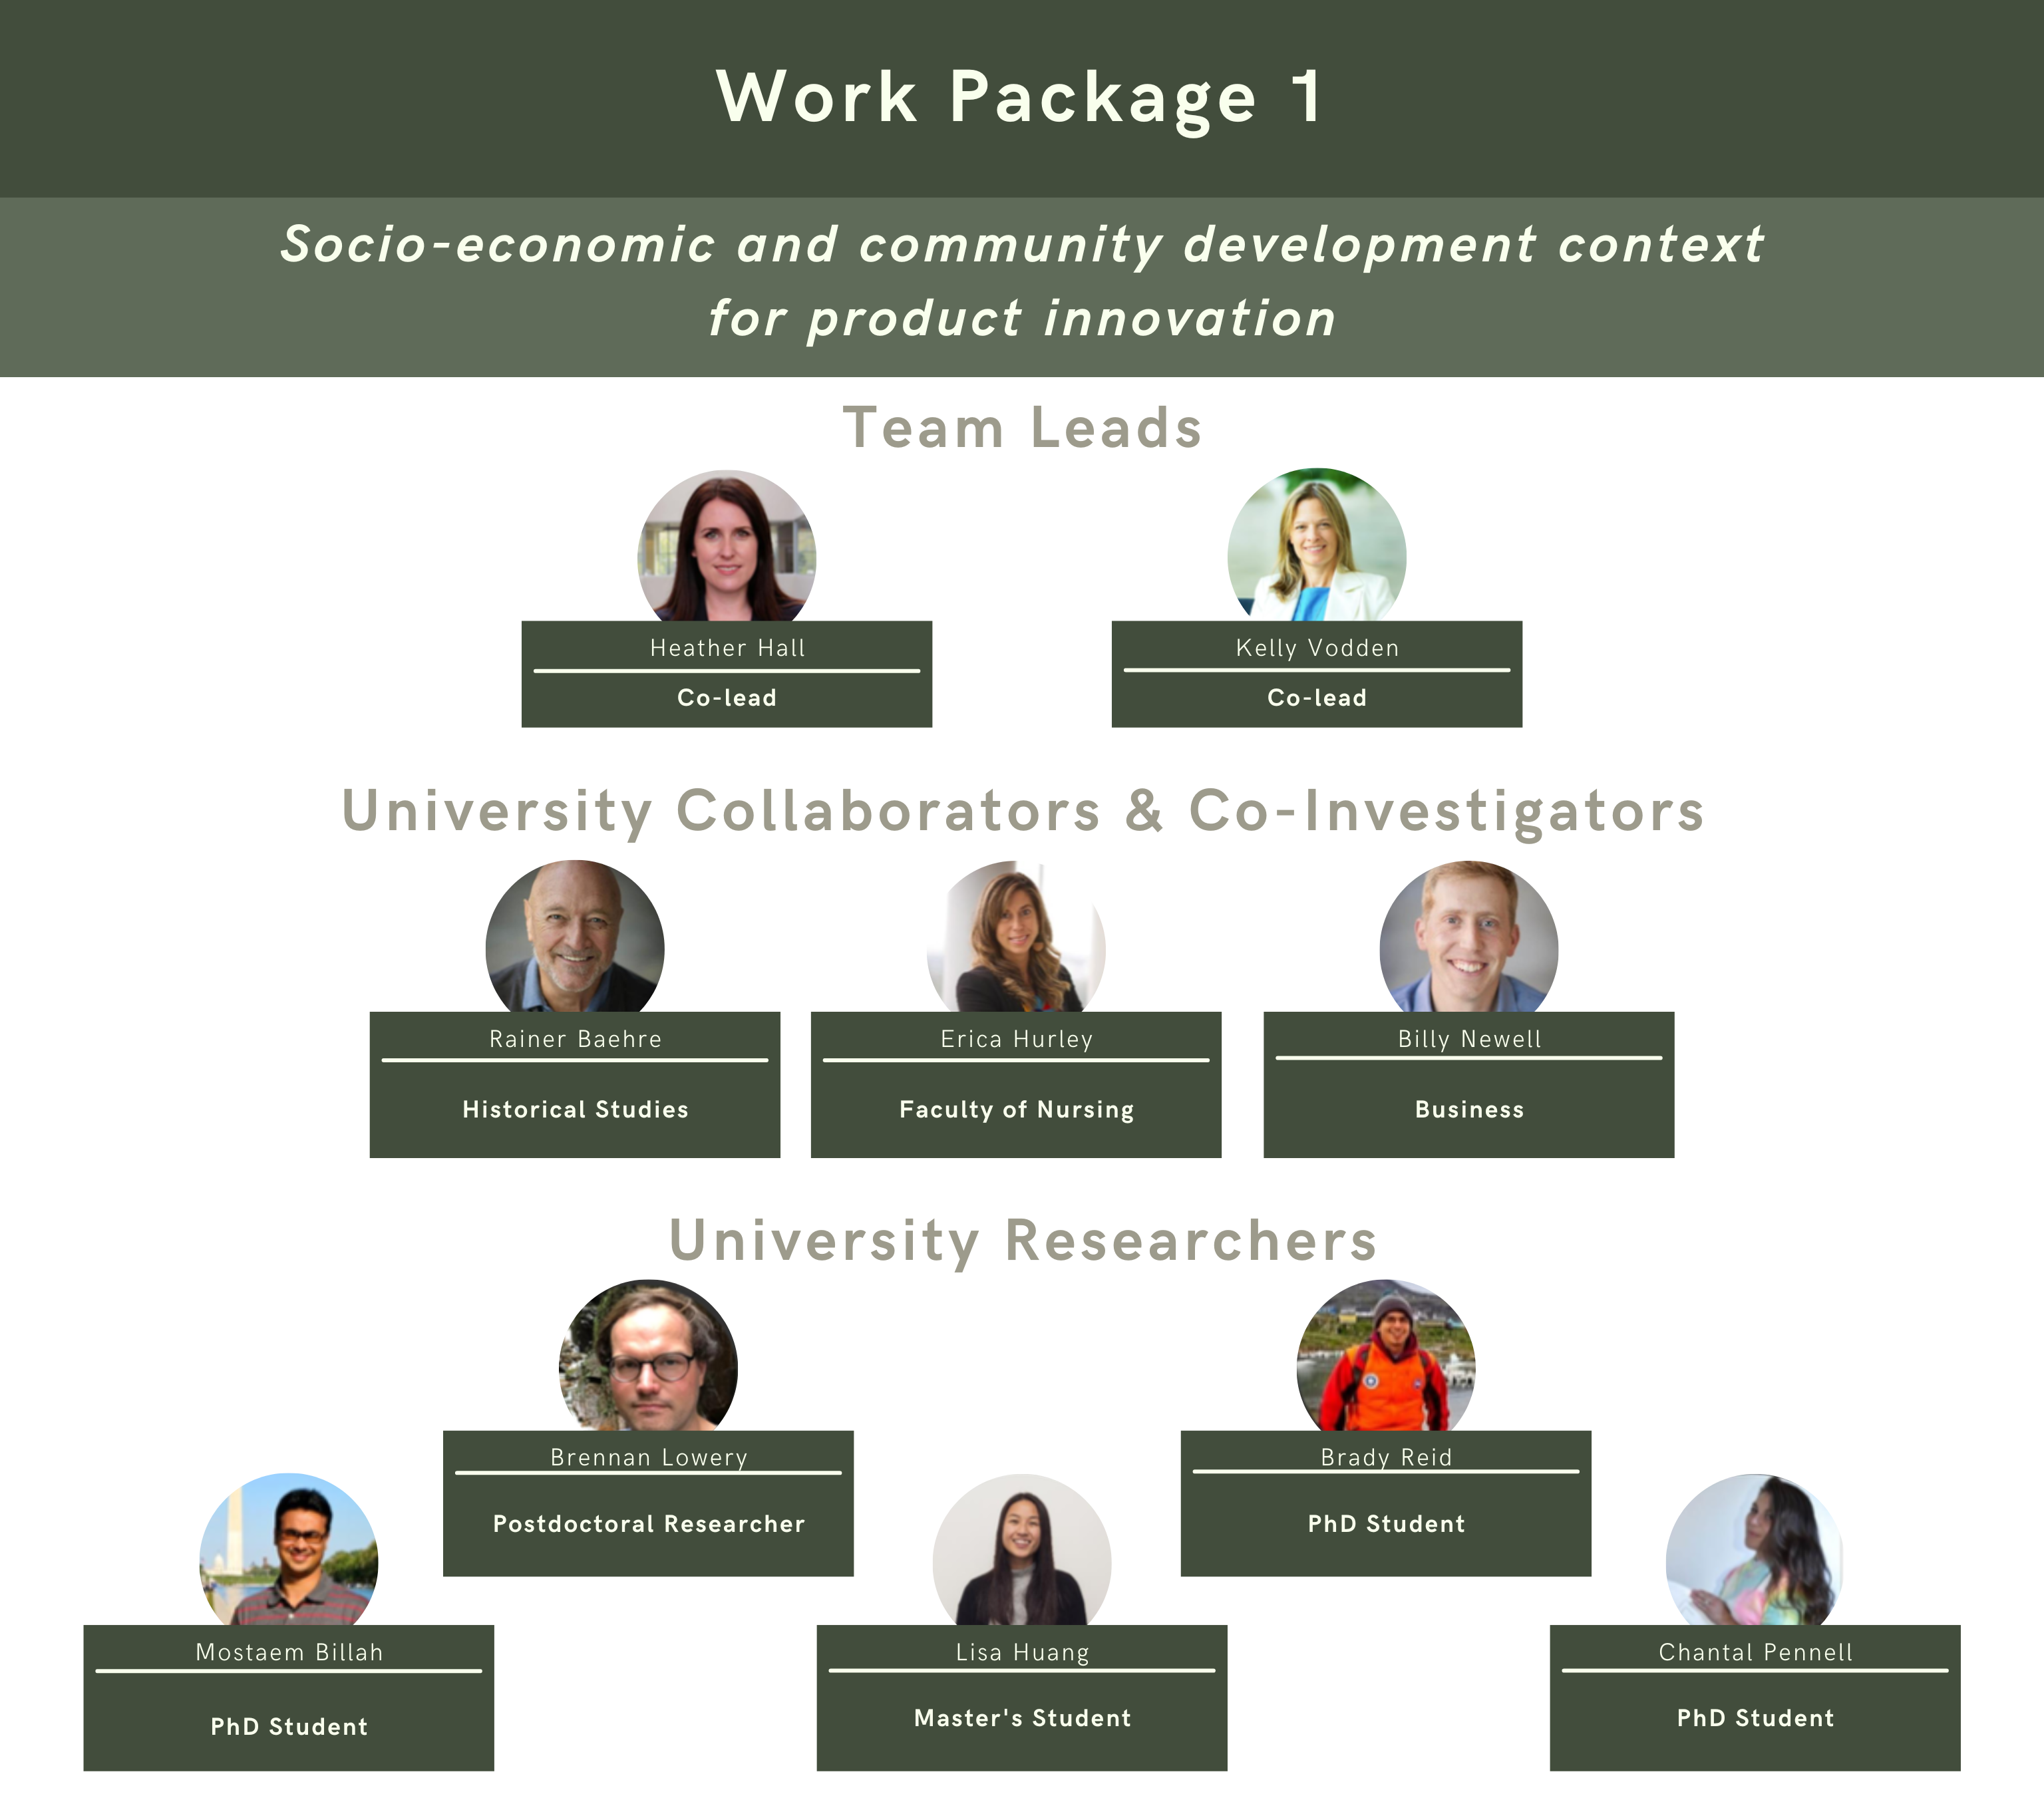 Work Package 1
Socio-economic and community development context
for product innovation
Team Leads
Heather Hall
Co-lead
Kelly Vodden
Co-lead
University Collaborators & Co-Investigators
Rainer Baehre
Historical Studies
Erica Hurley
Faculty of Nursing
Billy Newell
Business
University Researchers
Brennan Lowery
Postdoctoral Researcher
Brady Reid
PhD Student
Mostaem Billah
PhD Student
Lisa Huang
Master's Student
Chantal Pennell
PhD Student